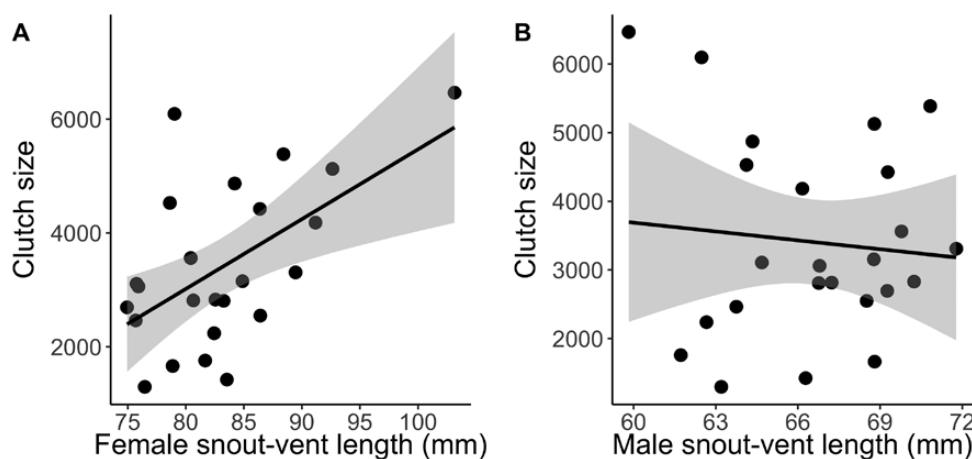 A
Clutch size
6000
4000
2000
75 80 85 90 95 100
Female snout-vent length (mm)
B
Clutch size
6000
5000
4000
3000
2000
60 63 66 69 72
Male snout-vent length (mm)